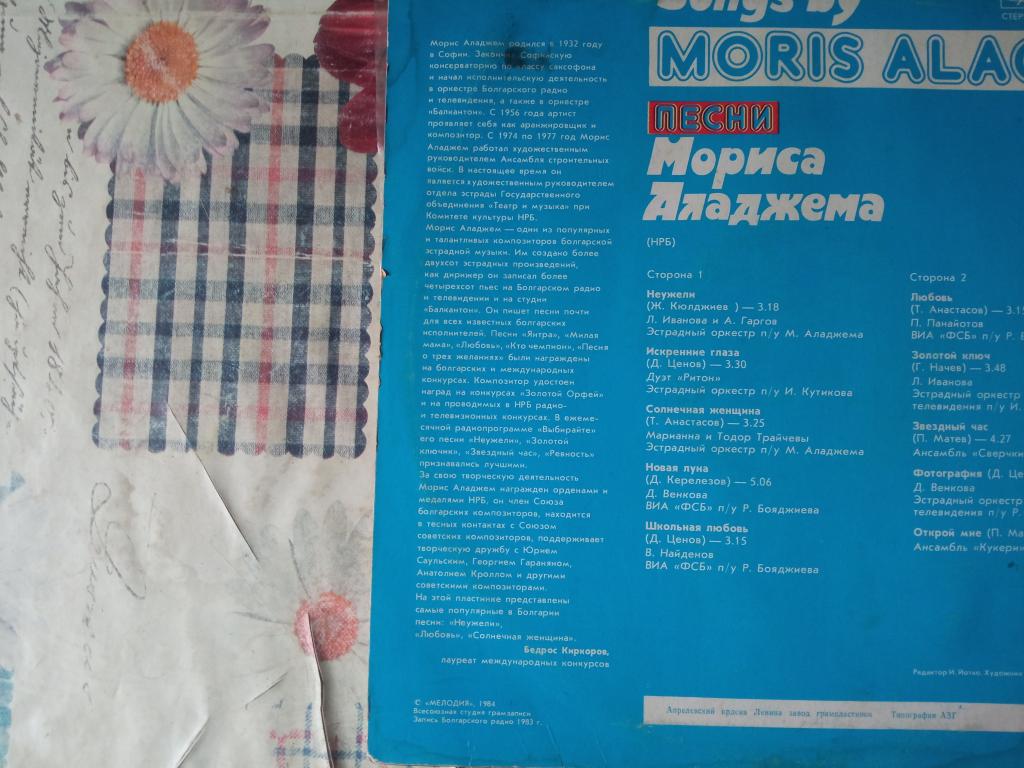 Songs by
СТЕР
MORIS ALAC
ПЕСНИ
Мориса
Аладжема
(НРБ)
Морис Аладжем родился в 1932 году
в Софии. Закончил Софийскую
консерваторию по классу саксофона
и начал исполнительскую деятельность
в оркестре Болгарского радио
и телевидения, а также в оркестре
«Балкантон». С 1956 года артист
проявляет себя как аранжировщик и
композитор. С 1974 по 1977 год Морис
Аладжем работал художественным
руководителем Ансамбля строительных
войск. В настоящее время он
является художественным руководителем
отдела эстрады Государственного
объединения «Театр и музыка» при
Комитете культуры НРБ.
Морис Аладжем — один из популярных
и талантливых композиторов болгарской
эстрадной музыки. Им создано более
двухсот эстрадных произведений,
как дирижер он записал более
четырехсот пьес на Болгарском радио
и телевидении и на студии
«Балкантон». Он пишет песни почти
для всех известных болгарских
исполнителей. Песни «Янтра», «Милая
мама», «Любовь», «Кто чемпион», «Песня
о трех желаниях» были награждены
на болгарских и международных
конкурсах. Композитор удостоен
наград на конкурсах «Золотой Орфей»
и на проводимых в НРБ радио-
и телевизионных конкурсах. В ежеме-
сячной радиопрограмме «Выбирайте»
его песни «Неужели», «Золотой
ключик», «Звездный час», «Ревность»
признавались лучшими.
За свою творческую деятельность
Морис Аладжем награжден орденами и
медалями НРБ, он член Союза
болгарских композиторов, находится
в тесных контактах с Союзом
советских композиторов, поддерживает
творческую дружбу с Юрием
Саульским, Георгием Гараняном,
Анатолием Кроллом и другими
советскими композиторами.
На этой пластинке представлены
самые популярные в Болгарии
песни: «Неужели»,
«Любовь», «Солнечная женщина».
Бедрос Киркоров,
лауреат международных конкурсов
© «МЕЛОДИЯ», 1984
Всесоюзная студия грамзаписи
Запись Болгарского радио 1983 г.
Сторона 1
Неужели
(Ж. Кюлджиев ) — 3.18
Л. Иванова и А. Гаргов
Эстрадный оркестр п/у М. Аладжема
Искренние глаза
(Д. Ценов) — 3.30
Дуэт «Ритон»
Эстрадный оркестр п/у И. Кутикова
Солнечная женщина
(Т. Анастасов) — 3.25
Марианна и Тодор Трайчевы
Эстрадный оркестр п/у М. Аладжема
Новая луна
(Д. Керелезов) — 5.06
Д. Венкова
ВИА «ФСБ» п/у Р. Бояджиева
Школьная любовь
(Д. Ценов) — 3.15
В. Найденов
ВИА «ФСБ» п/у Р. Бояджиева
Сторона 2
Любовь
(Т. Анастасов) — 3.15
П. Панайотов
ВИА «ФСБ» п/у Р. Б
Золотой ключ
(Г. Начев) — 3.48
Л. Иванова
Эстрадный оркестр
телевидения п/у И.
Звездный час
(П. Матев) — 4.27
Ансамбль «Сверчки
Фотография (Д. Це
Д. Венкова
Эстрадный оркестр
телевидения п/у Р.
Открой мне (П. Ма
Ансамбль «Кукери
Редактор И. Йотко. Художник
Апрелевский ордена Ленина завод грампластинок Типография АЗГ